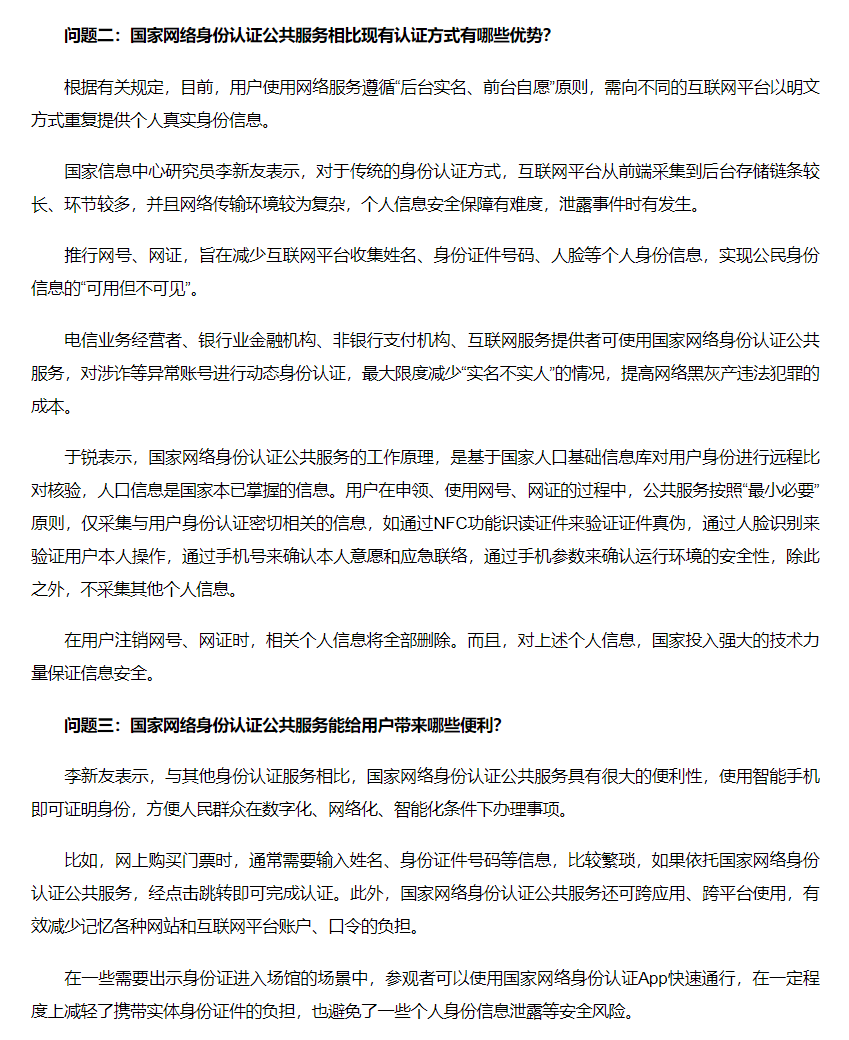 问题二：国家网络身份认证公共服务相比现有认证方式有哪些优势？
根据有关规定，目前，用户使用网络服务遵循“后台实名、前台自愿”原则，需向不同的互联网平台以明文
方式重复提供个人真实身份信息。
国家信息中心研究员李新友表示，对于传统的身份认证方式，互联网平台从前端采集到后台存储链条较
长、环节较多，并且网络传输环境较为复杂，个人信息安全保障有难度，泄露事件时有发生。
推行网号、网证，旨在减少互联网平台收集姓名、身份证件号码、人脸等个人身份信息，实现公民身份
信息的“可用但不可见”。
电信业务经营者、银行业金融机构、非银行支付机构、互联网服务提供者可使用国家网络身份认证公共
服务，对涉诈等异常账号进行动态身份认证，最大限度减少“实名不实人”的情况，提高网络黑灰产违法犯罪的
成本。
于锐表示，国家网络身份认证公共服务的工作原理，是基于国家人口基础信息库对用户身份进行远程比
对核验，人口信息是国家本已掌握的信息。用户在申领、使用网号、网证的过程中，公共服务按照“最小必要”
原则，仅采集与用户身份认证密切相关的信息，如通过NFC功能识读证件来验证证件真伪，通过人脸识别来
验证用户本人操作，通过手机号来确认本人意愿和应急联络，通过手机参数来确认运行环境的安全性，除此
之外，不采集其他个人信息。
在用户注销网号、网证时，相关个人信息将全部删除。而且，对上述个人信息，国家投入强大的技术力
量保证信息安全。
问题三：国家网络身份认证公共服务能给用户带来哪些便利？
李新友表示，与其他身份认证服务相比，国家网络身份认证公共服务具有很大的便利性，使用智能手机
即可证明身份，方便人民群众在数字化、网络化、智能化条件下办理事项。
比如，网上购买门票时，通常需要输入姓名、身份证件号码等信息，比较繁琐，如果依托国家网络身份
认证公共服务，经点击跳转即可完成认证。此外，国家网络身份认证公共服务还可跨应用、跨平台使用，有
效减少记忆各种网站和互联网平台账户、口令的负担。
在一些需要出示身份证进入场馆的场景中，参观者可以使用国家网络身份认证App快速通行，在一定程
度上减轻了携带实体身份证件的负担，也避免了一些个人身份信息泄露等安全风险。